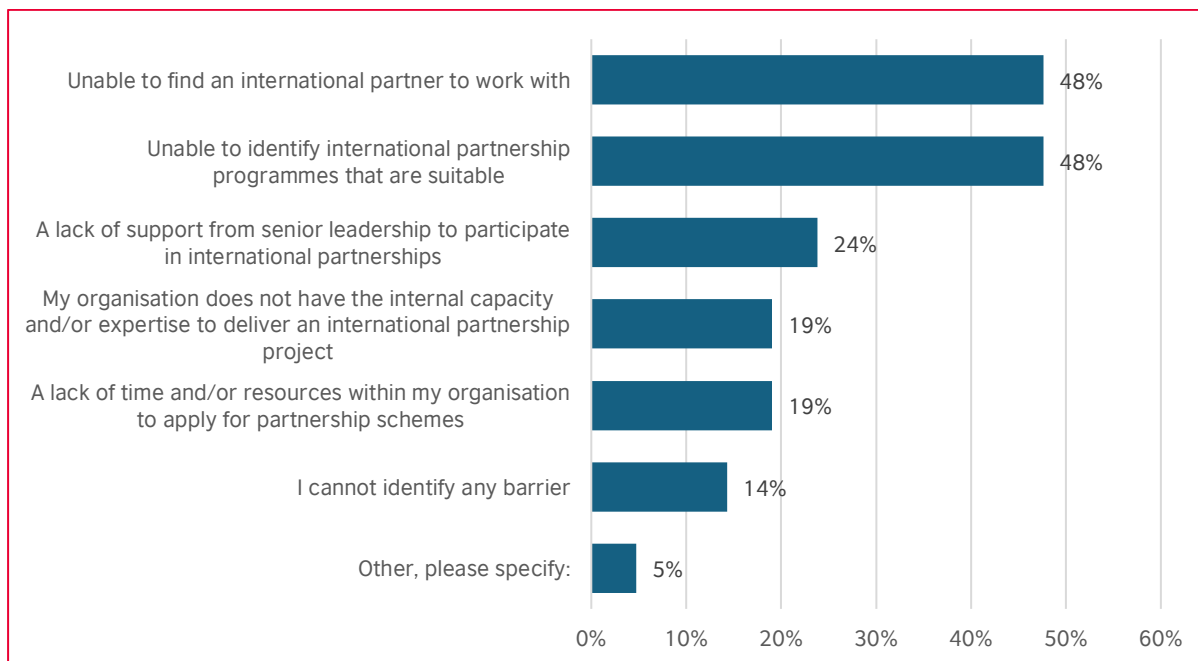 Unable to find an international partner to work with
48%
Unable to identify international partnership
programmes that are suitable
48%
A lack of support from senior leadership to participate
in international partnerships
24%
My organisation does not have the internal capacity
and/or expertise to deliver an international partnership
project
19%
A lack of time and/or resources within my organisation
to apply for partnership schemes
19%
I cannot identify any barrier
14%
Other, please specify:
5%
0% 10% 20% 30% 40% 50% 60%